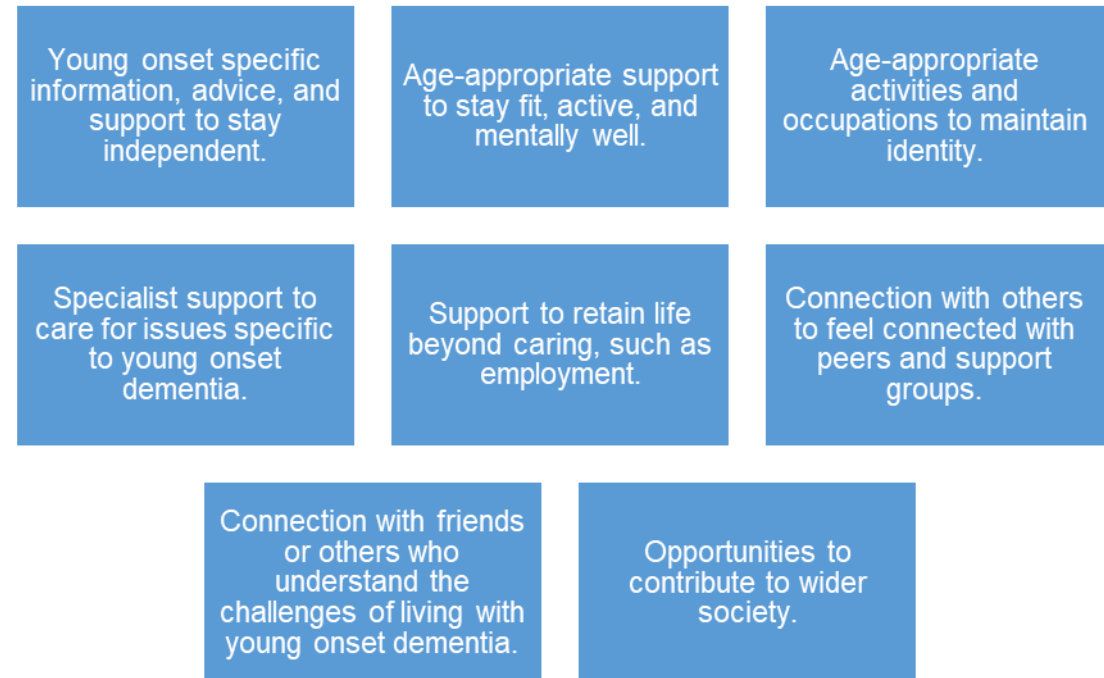 Young onset specific
information, advice, and
support to stay
independent.
Age-appropriate support
to stay fit, active, and
mentally well.
Age-appropriate
activities and
occupations to maintain
identity.
Specialist support to
care for issues specific
to young onset
dementia.
Support to retain life
beyond caring, such as
employment.
Connection with others
to feel connected with
peers and support
groups.
Connection with friends
or others who
understand the
challenges of living with
young onset dementia.
Opportunities to
contribute to wider
society.